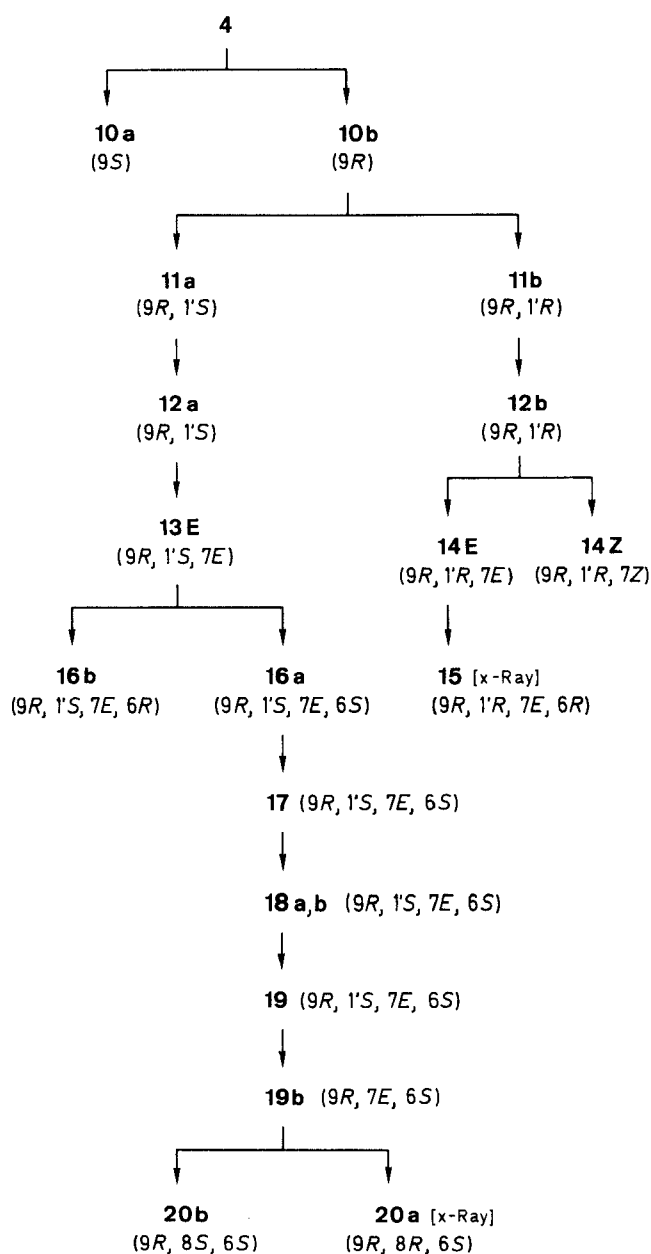 4
10a 10b
(9S) (9R)
11a 11b
(9R, 1'S) (9R, 1'R)
12a 12b
(9R, 1'S) (9R, 1'R)
13E 14E 14Z
(9R, 1'S, 7E) (9R, 1'R, 7E) (9R, 1'R, 7Z)
16b 16a 15 [x-Ray]
(9R, 1'S, 7E, 6R) (9R, 1'S, 7E, 6S) (9R, 1'R, 7E, 6R)
17 (9R, 1'S, 7E, 6S)
18a,b (9R, 1'S, 7E, 6S)
19 (9R, 1'S, 7E, 6S)
19b (9R, 7E, 6S)
20b 20a [x-Ray]
(9R, 8S, 6S) (9R, 8R, 6S)